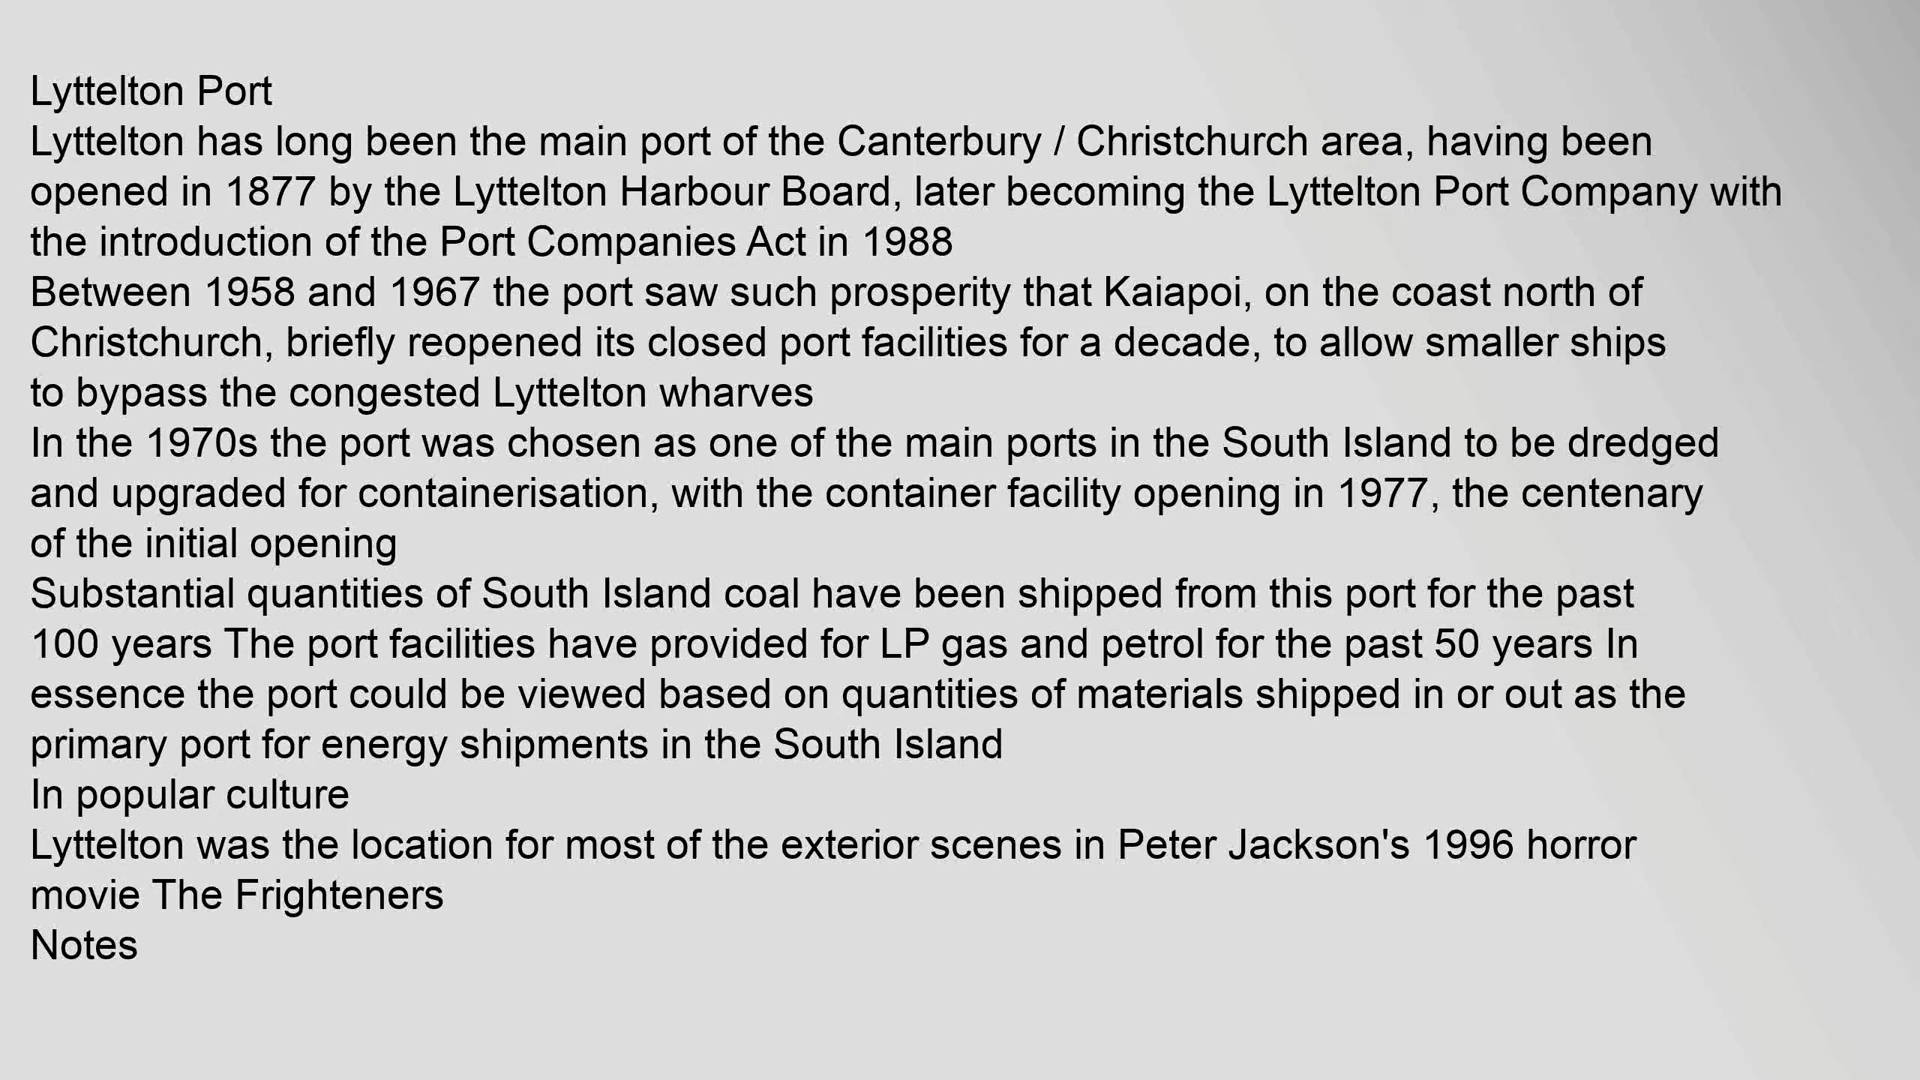 Lyttelton Port
Lyttelton has long been the main port of the Canterbury / Christchurch area, having been
opened in 1877 by the Lyttelton Harbour Board, later becoming the Lyttelton Port Company with
the introduction of the Port Companies Act in 1988
Between 1958 and 1967 the port saw such prosperity that Kaiapoi, on the coast north of
Christchurch, briefly reopened its closed port facilities for a decade, to allow smaller ships
to bypass the congested Lyttelton wharves
In the 1970s the port was chosen as one of the main ports in the South Island to be dredged
and upgraded for containerisation, with the container facility opening in 1977, the centenary
of the initial opening
Substantial quantities of South Island coal have been shipped from this port for the past
100 years The port facilities have provided for LP gas and petrol for the past 50 years In
essence the port could be viewed based on quantities of materials shipped in or out as the
primary port for energy shipments in the South Island
In popular culture
Lyttelton was the location for most of the exterior scenes in Peter Jackson's 1996 horror
movie The Frighteners
Notes